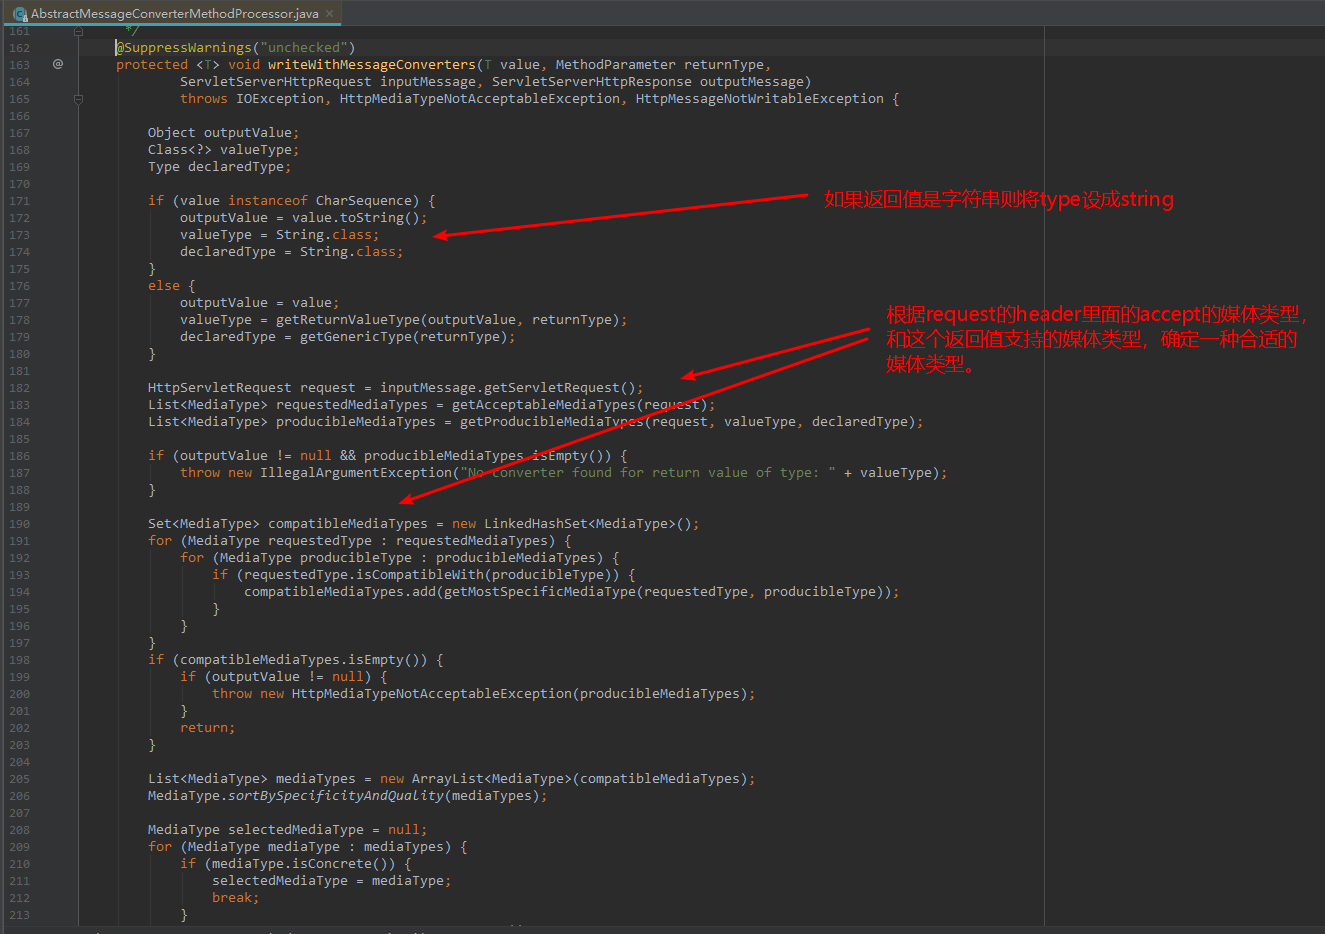 AbstractMessageConverterMethodProcessor.java
161 */
162 @SuppressWarnings("unchecked")
163 @ protected <T> void writeWithMessageConverters(T value, MethodParameter returnType,
164 ServletServerHttpRequest inputMessage, ServletServerHttpResponse outputMessage)
165 throws IOException, HttpMediaTypeNotAcceptableException, HttpMessageNotWritableException {
166
167 Object outputValue;
168 Class<?> valueType;
169 Type declaredType;
170
171 if (value instanceof CharSequence) {
如果返回值是字符串则将type设成string
172 outputValue = value.toString();
173 valueType = String.class;
174 declaredType = String.class;
175 }
176 else {
177 outputValue = value;
178 valueType = getReturnValueType(outputValue, returnType);
179 declaredType = getGenericType(returnType);
180 }
根据request的header里面的accept的媒体类型,
和这个返回值支持的媒体类型，确定一种合适的
媒体类型。
181
182 HttpServletRequest request = inputMessage.getServletRequest();
183 List<MediaType> requestedMediaTypes = getAcceptableMediaTypes(request);
184 List<MediaType> producibleMediaTypes = getProducibleMediaTypes(request, valueType, declaredType);
185
186 if (outputValue != null && producibleMediaTypes.isEmpty()) {
187 throw new IllegalArgumentException("No converter found for return value of type: " + valueType);
188 }
189
190 Set<MediaType> compatibleMediaTypes = new LinkedHashSet<MediaType>();
191 for (MediaType requestedType : requestedMediaTypes) {
192 for (MediaType producibleType : producibleMediaTypes) {
193 if (requestedType.isCompatibleWith(producibleType)) {
194 compatibleMediaTypes.add(getMostSpecificMediaType(requestedType, producibleType));
195 }
196 }
197 }
198 if (compatibleMediaTypes.isEmpty()) {
199 if (outputValue != null) {
200 throw new HttpMediaTypeNotAcceptableException(producibleMediaTypes);
201 }
202 return;
203 }
204
205 List<MediaType> mediaTypes = new ArrayList<MediaType>(compatibleMediaTypes);
206 MediaType.sortBySpecificityAndQuality(mediaTypes);
207
208 MediaType selectedMediaType = null;
209 for (MediaType mediaType : mediaTypes) {
210 if (mediaType.isConcrete()) {
211 selectedMediaType = mediaType;
212 break;
213 }